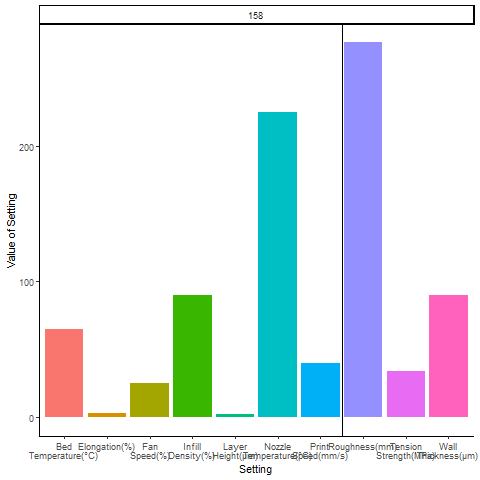 158
Value of Setting
200
100
0
Bed Elongation(%) Fan Infill Layer Nozzle Print Roughness(mm) Tension Wall
Temperature(°C) Speed(%) Density(%) Height(µm) Temperature(°C) Speed(mm/s) Strength(MPa) Thickness(µm)
Setting